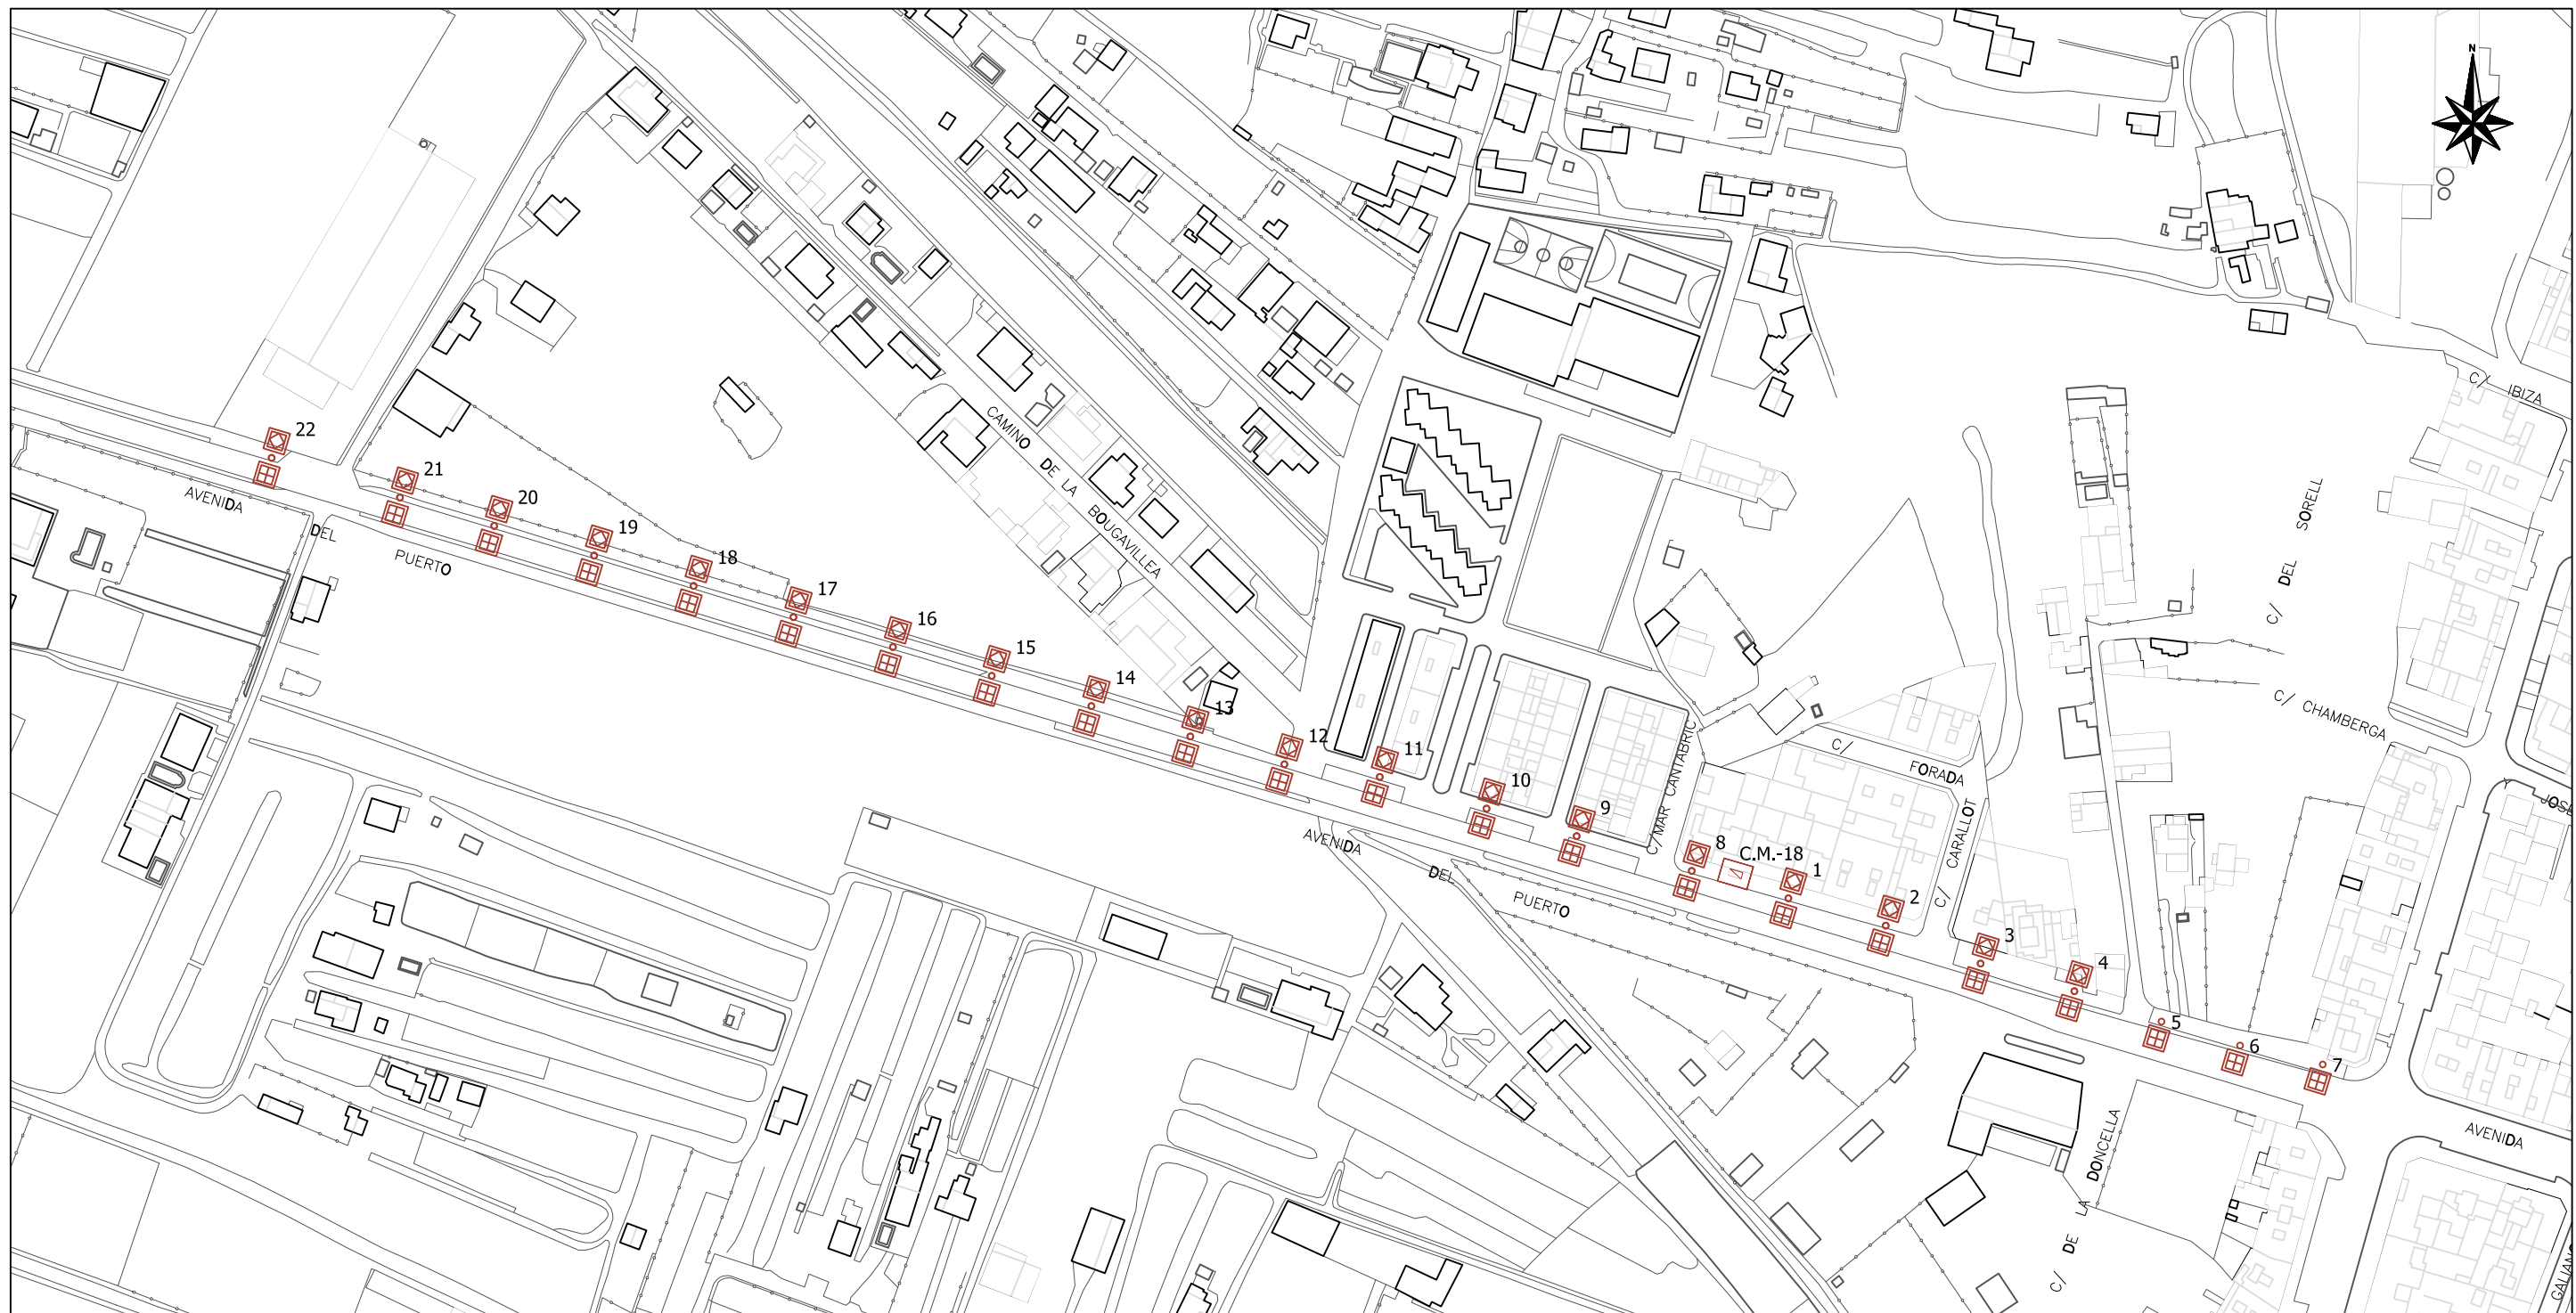 N
C/ IBIZA
22
21
20
19
18
17
16
15
14
13
12
11
10
9
8
C.M.-18
1
2
3
4
5
6
7
AVENIDA DEL PUERTO
CAMINO DE LA BOUGAVILLEA
C/ DEL SORELL
C/ CHAMBERGA
C/MAR CANTABRIC
C/ FORADA
C/ CARALLOT
AVENIDA DEL PUERTO
C/ DE LA DONCELLA
AVENIDA
Y JOSE